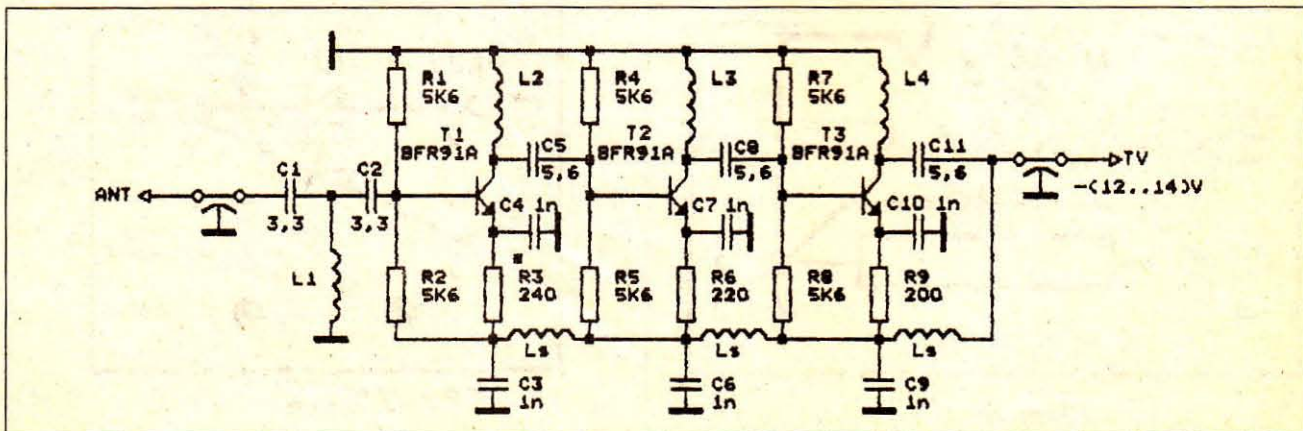 R1
5K6
L2
R4
5K6
L3
R7
5K6
L4
T1
BFR91A
C5
5,6
T2
BFR91A
C8
5,6
T3
BFR91A
C11
5,6
ANT
C1
3,3
C2
3,3
C4 1n
C7 1n
C10 1n
TV
-(12..14)V
L1
R2
5K6
*
R3
240
R5
5K6
R6
220
R8
5K6
R9
200
Ls
Ls
Ls
C3
1n
C6
1n
C9
1n